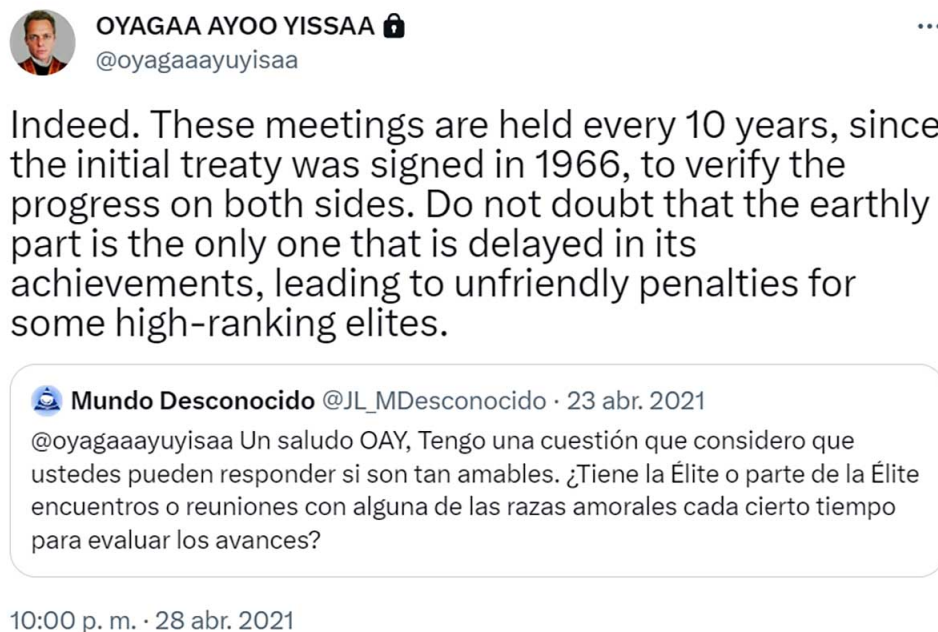 OYAGAA AYOO YISSAA
@oyagaaayuyisaa
Indeed. These meetings are held every 10 years, since
the initial treaty was signed in 1966, to verify the
progress on both sides. Do not doubt that the earthly
part is the only one that is delayed in its
achievements, leading to unfriendly penalties for
some high-ranking elites.
Mundo Desconocido @JL_MDesconocido · 23 abr. 2021
@oyagaaayuyisaa Un saludo OAY, Tengo una cuestión que considero que
ustedes pueden responder si son tan amables. ¿Tiene la Élite o parte de la Élite
encuentros o reuniones con alguna de las razas amorales cada cierto tiempo
para evaluar los avances?
10:00 p. m. · 28 abr. 2021